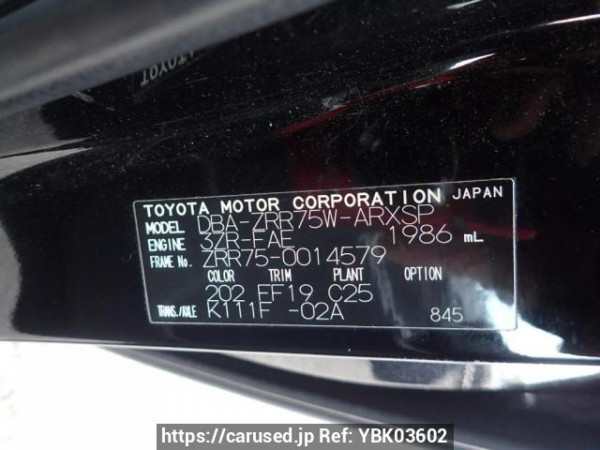 TOYOT
TOYOTA MOTOR CORPORATION JAPAN
MODEL DBA-ZRR75W-ARXSP
ENGINE 3ZR-FAE 1986 mL
FRAME No. ZRR75-0014579
COLOR TRIM PLANT OPTION
202 FF19 C25
TRANS./AXLE K111F -02A 845
https://carused.jp Ref: YBK03602